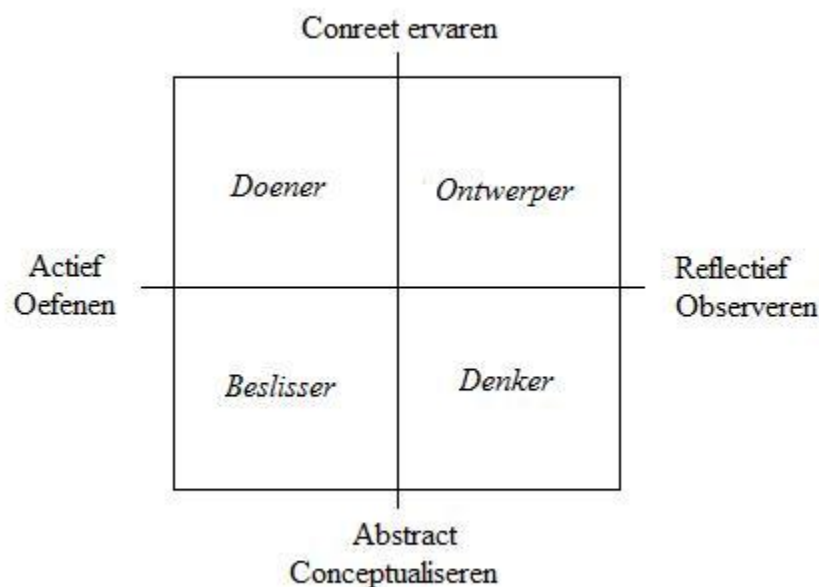 Conreet ervaren
Doener
Ontwerper
Actief
Oefenen
Reflectief
Observeren
Beslisser
Denker
Abstract
Conceptualiseren